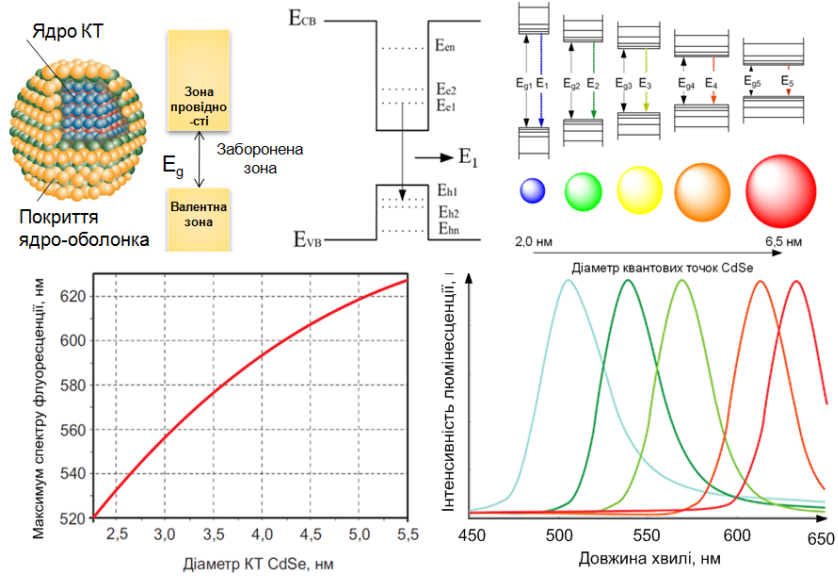 Ядро КТ
Покриття
ядро-оболонка
Зона
провідно
-сті
Eg
Заборонена
зона
Валентна
зона
ECB
Een
Ee2
Ee1
E1
Eh1
Eh2
Ehn
EVB
Eg1 E1
Eg2 E2
Eg3 E3
Eg4 E4
Eg5 E5
2,0 нм
6,5 нм
Діаметр квантових точок CdSe
Максимум спектру флуоресценції, нм
620
600
580
560
540
520
2,5 3,0 3,5 4,0 4,5 5,0 5,5
Діаметр КТ CdSe, нм
Інтенсивність люмінесценції,
450 500 550 600 650
Довжина хвилі, нм